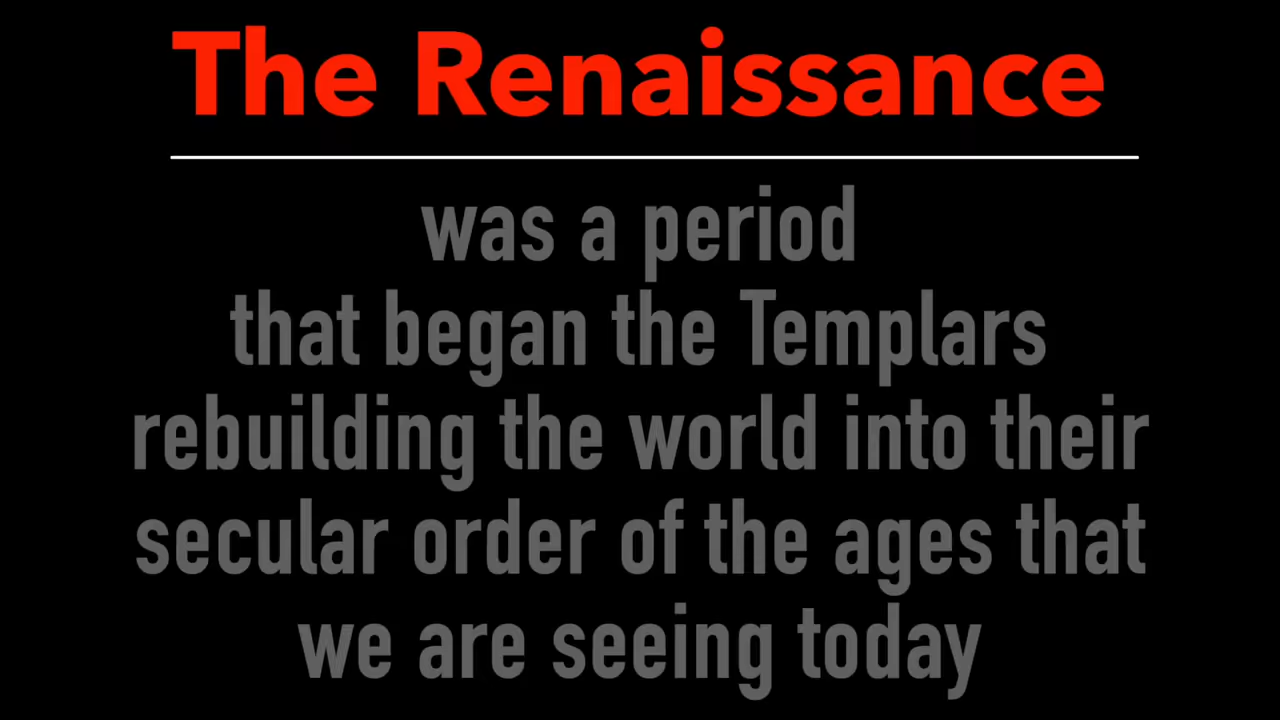 The Renaissance
was a period
that began the Templars
rebuilding the world into their
secular order of the ages that
we are seeing today